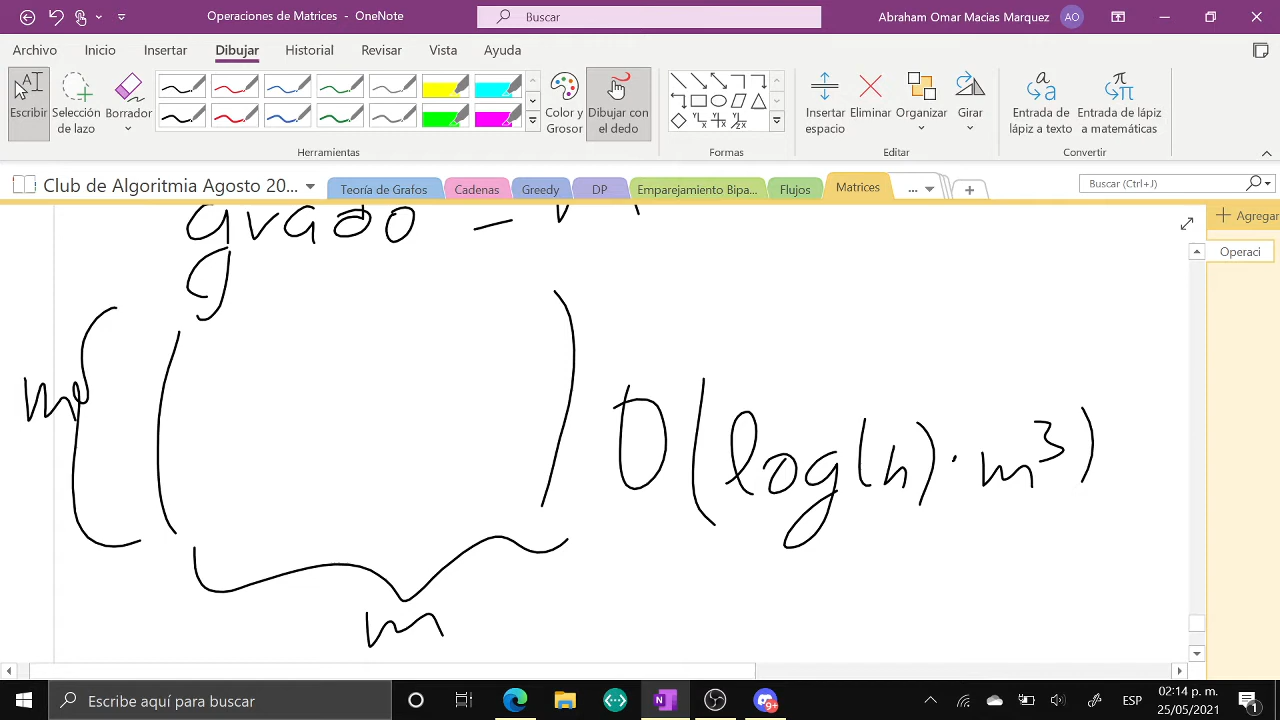 Operaciones de Matrices - OneNote
Buscar
Abraham Omar Macias Marquez
AO
Archivo Inicio Insertar Dibujar Historial Revisar Vista Ayuda
Escribir
Selección de lazo
Borrador
Color y Grosor
Dibujar con el dedo
Insertar espacio
Eliminar
Organizar
Girar
Entrada de lápiz a texto
Entrada de lápiz a matemáticas
Herramientas
Formas
Editar
Convertir
Club de Algoritmia Agosto 20...
Teoría de Grafos
Cadenas
Greedy
DP
Emparejamiento Bipa...
Flujos
Matrices
...
Buscar (Ctrl+J)
Agregar
Operaci
grado -
m
O(log(n) · m³)
m
Escribe aquí para buscar
9+
ESP
02:14 p. m.
25/05/2021
1